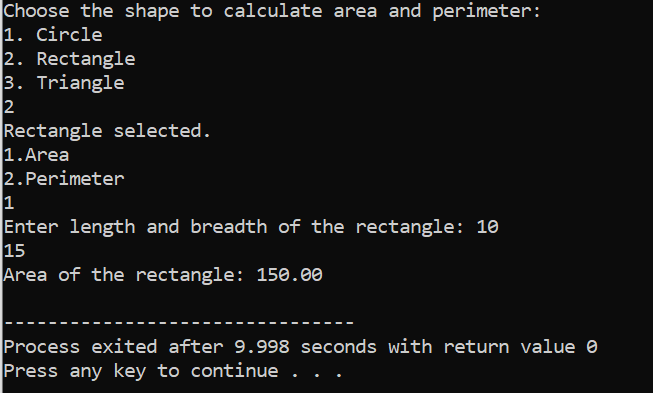 Choose the shape to calculate area and perimeter:
1. Circle
2. Rectangle
3. Triangle
2
Rectangle selected.
1.Area
2.Perimeter
1
Enter length and breadth of the rectangle: 10
15
Area of the rectangle: 150.00
--------------------------------
Process exited after 9.998 seconds with return value 0
Press any key to continue . . .